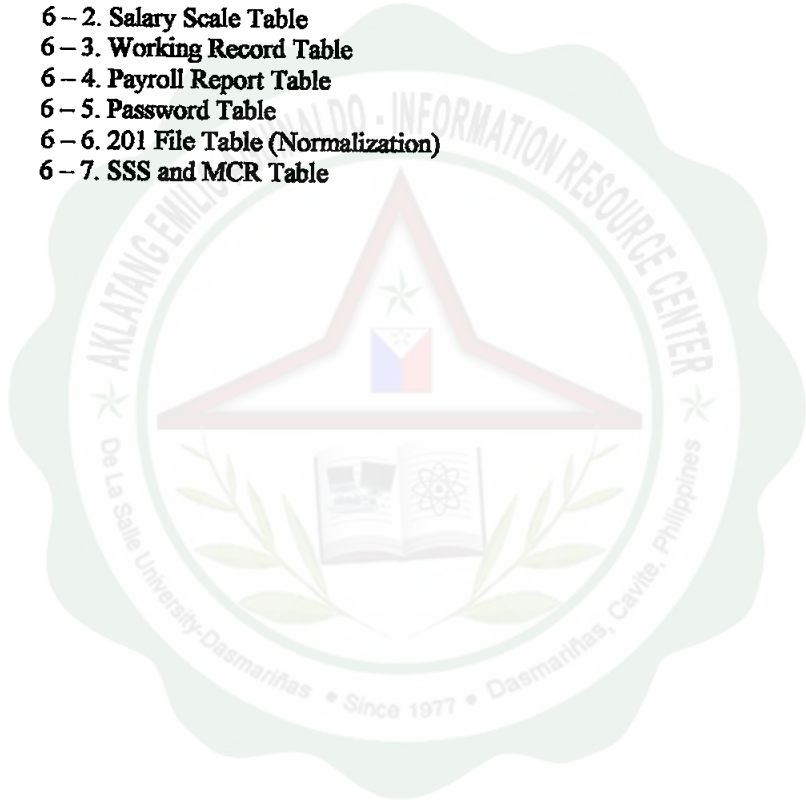 6 – 2. Salary Scale Table
6 – 3. Working Record Table
6 – 4. Payroll Report Table
6 – 5. Password Table
6 – 6. 201 File Table (Normalization)
6 – 7. SSS and MCR Table
AKLATANG EMILIO AGUINALDO - INFORMATION RESOURCE CENTER
De La Salle University-Dasmariñas • Since 1977 • Dasmariñas, Cavite, Philippines